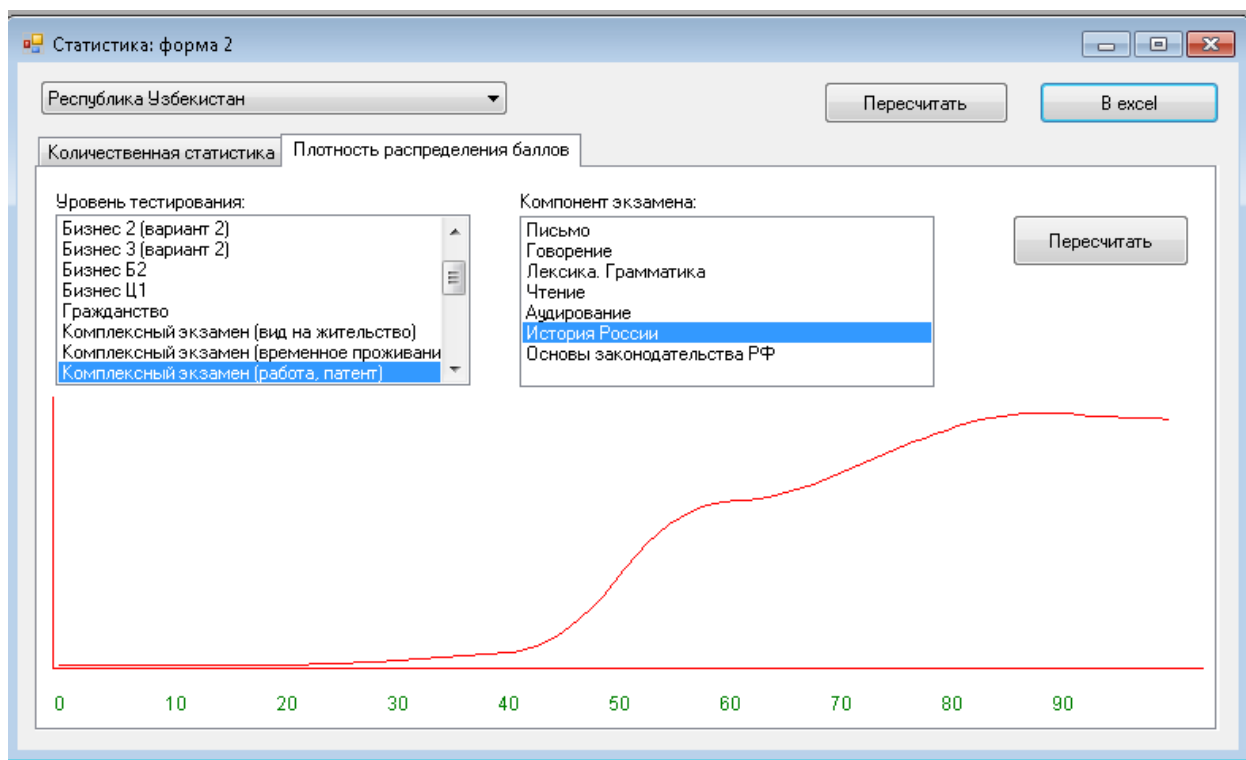 Статистика: форма 2
Республика Узбекистан
Пересчитать
В excel
Количественная статистика
Плотность распределения баллов
Уровень тестирования:
Бизнес 2 (вариант 2)
Бизнес 3 (вариант 2)
Бизнес Б2
Бизнес Ц1
Гражданство
Комплексный экзамен (вид на жительство)
Комплексный экзамен (временное проживани
Комплексный экзамен (работа, патент)
Компонент экзамена:
Письмо
Говорение
Лексика. Грамматика
Чтение
Аудирование
История России
Основы законодательства РФ
Пересчитать
0 10 20 30 40 50 60 70 80 90